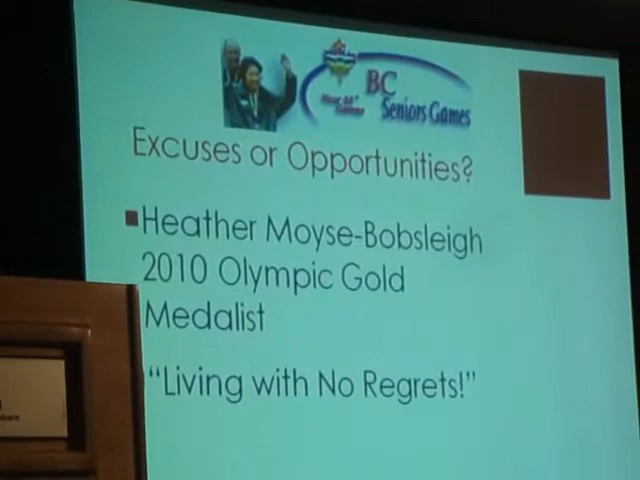 BC
Seniors Games
Excuses or Opportunities?
Heather Moyse-Bobsleigh
2010 Olympic Gold
Medalist
"Living with No Regrets!"